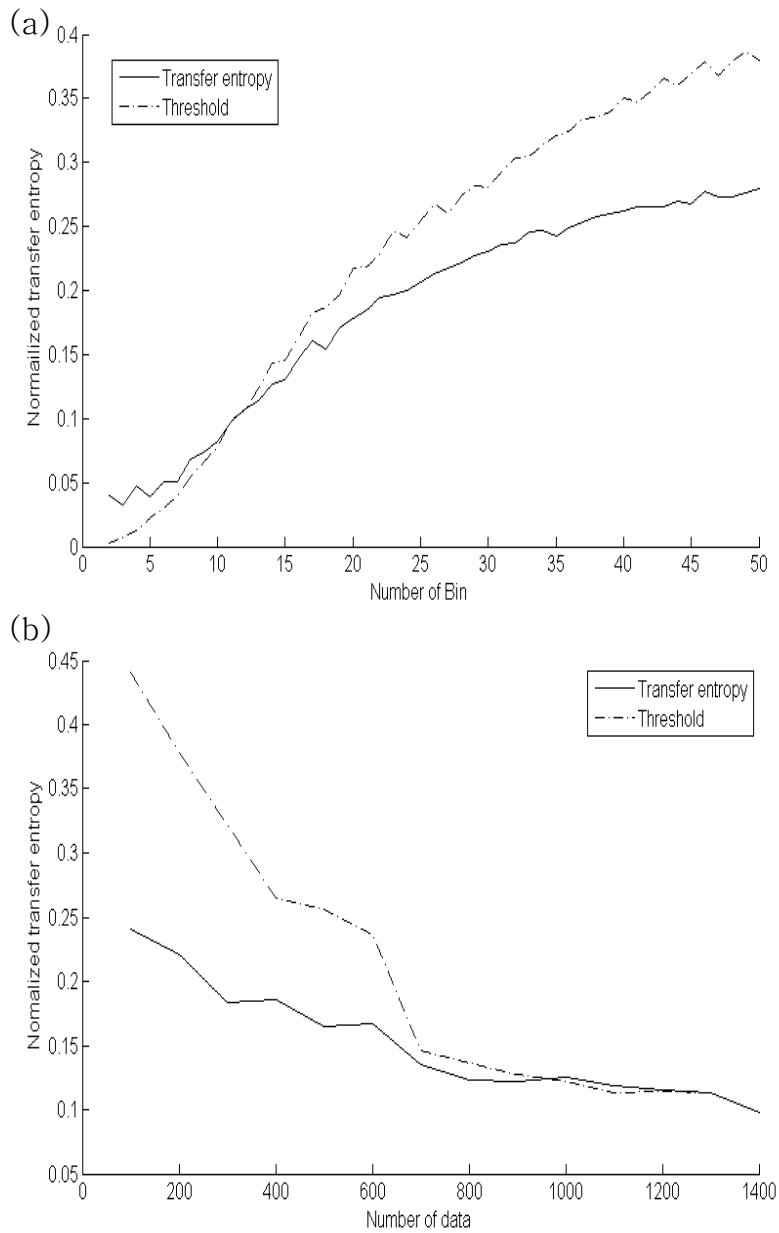 (a)
0.4
0.35
0.3
0.25
0.2
0.15
0.1
0.05
0
Normailized transfer entropy
Transfer entropy
Threshold
0 5 10 15 20 25 30 35 40 45 50
Number of Bin
(b)
0.45
0.4
0.35
0.3
0.25
0.2
0.15
0.1
0.05
Nomalized transfer entropy
Transfer entropy
Threshold
0 200 400 600 800 1000 1200 1400
Number of data